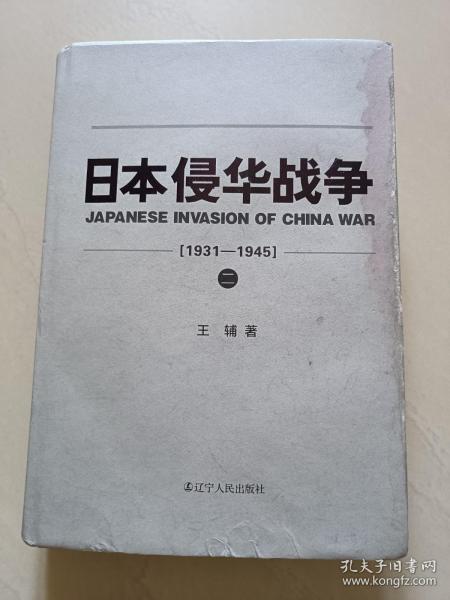 日本侵华战争
JAPANESE INVASION OF CHINA WAR
[1931—1945]
二
王 辅 著
辽宁人民出版社
孔夫子旧书网
www.kongfz.com